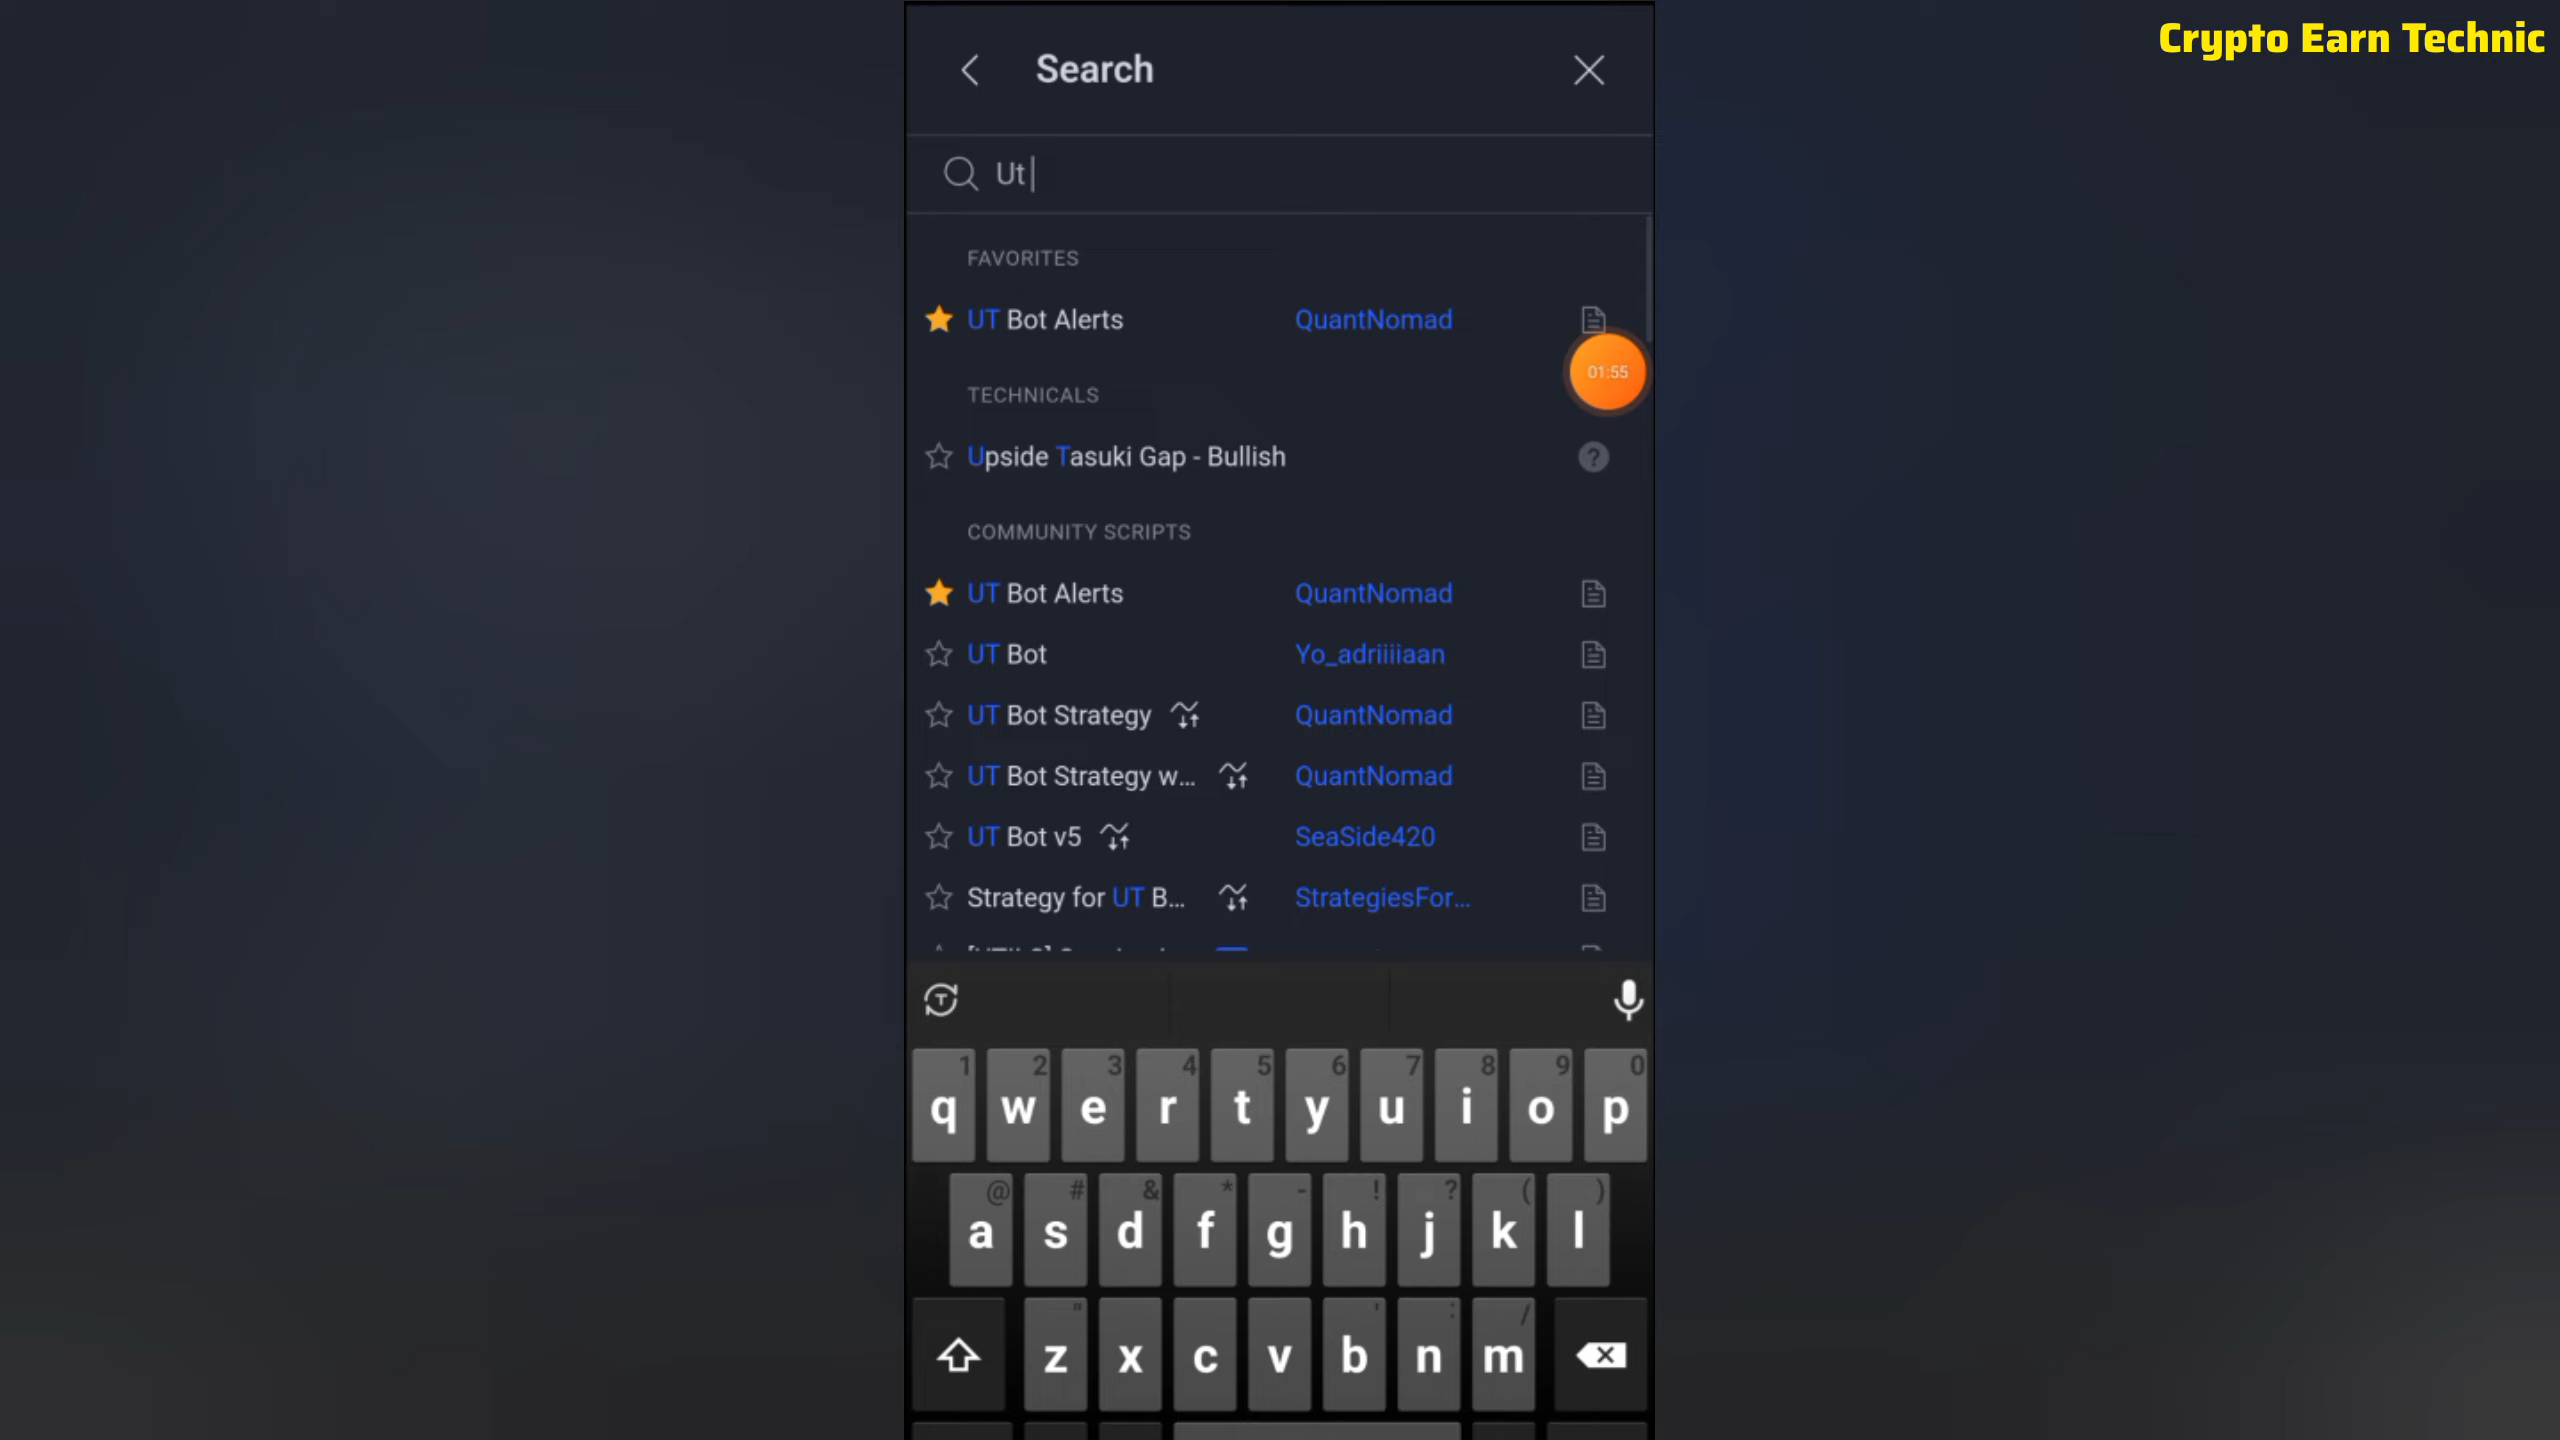 Crypto Earn Technic
Search
Ut
FAVORITES
UT Bot Alerts QuantNomad
01:55
TECHNICALS
Upside Tasuki Gap - Bullish ?
COMMUNITY SCRIPTS
UT Bot Alerts QuantNomad
UT Bot Yo_adriiiiaan
UT Bot Strategy QuantNomad
UT Bot Strategy w... QuantNomad
UT Bot v5 SeaSide420
Strategy for UT B... StrategiesFor...
T
1 2 3 4 5 6 7 8 9 0
q w e r t y u i o p
@ # & * - ! ? ( )
a s d f g h j k l
" ' : /
z x c v b n m